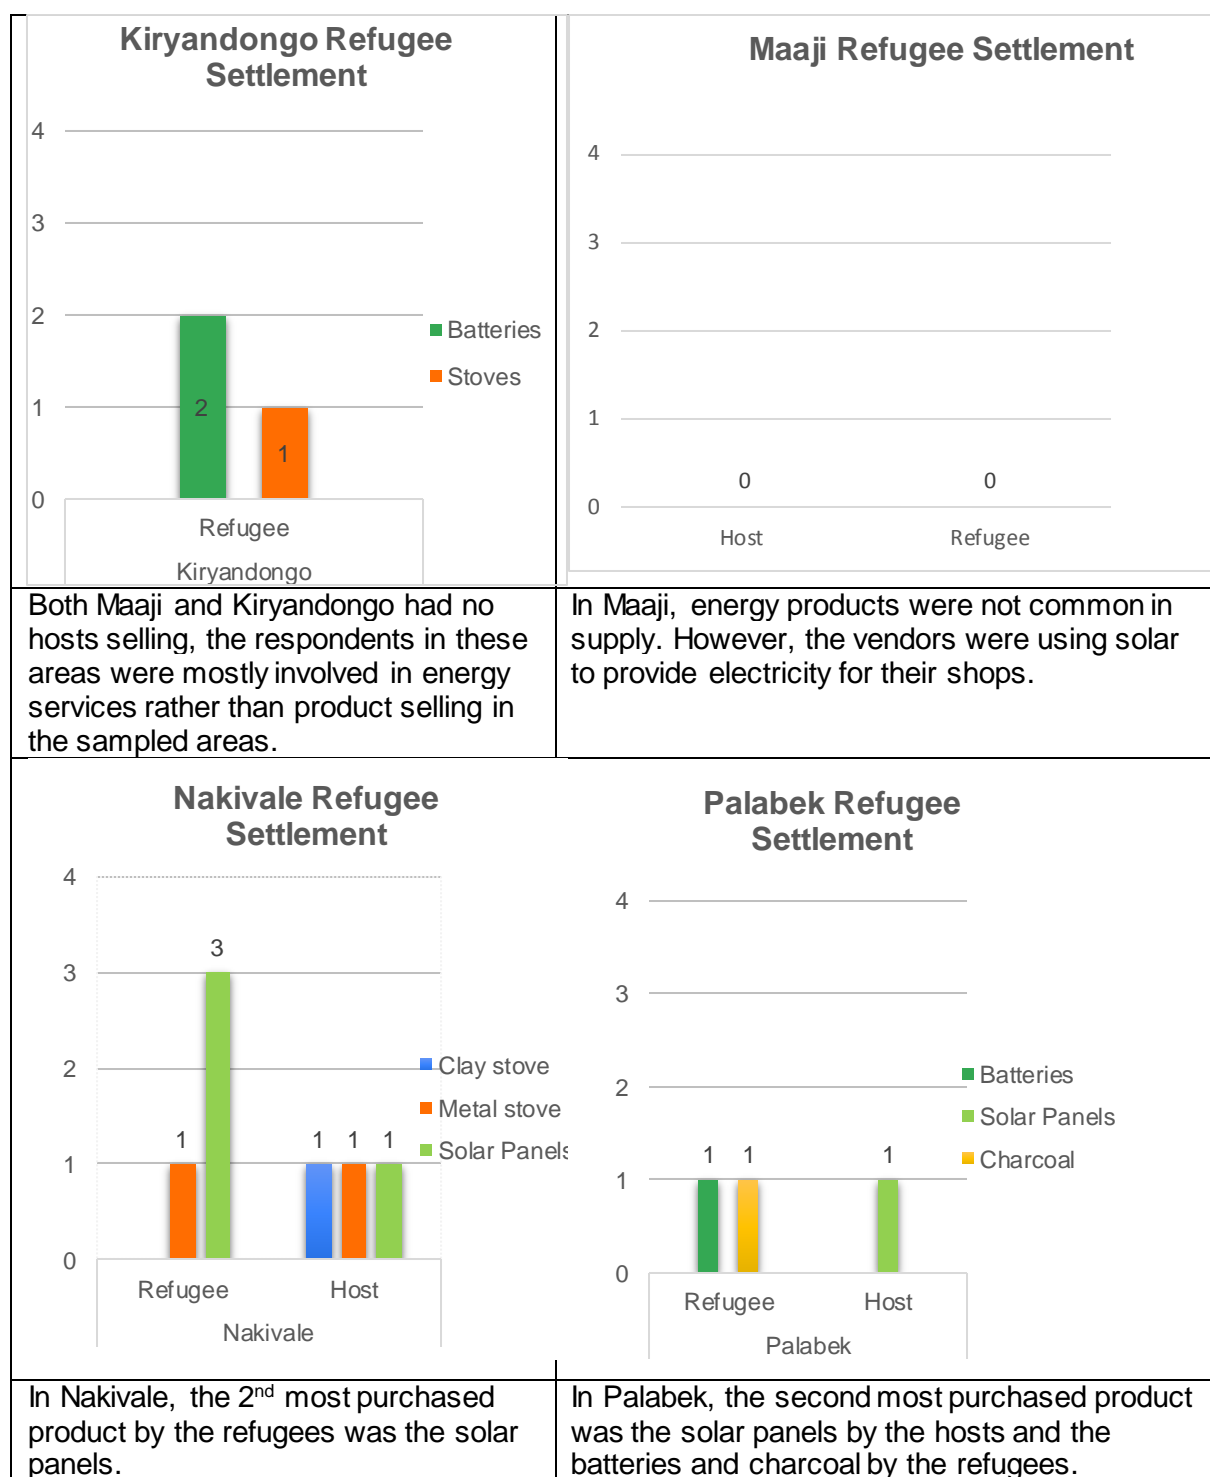 Kiryandongo Refugee
Settlement
4
3
2
1
0
2
1
Batteries
Stoves
Refugee
Kiryandongo
Maaji Refugee Settlement
4
3
2
1
0
0
0
Host
Refugee
Both Maaji and Kiryandongo had no
hosts selling, the respondents in these
areas were mostly involved in energy
services rather than product selling in
the sampled areas.
In Maaji, energy products were not common in
supply. However, the vendors were using solar
to provide electricity for their shops.
Nakivale Refugee
Settlement
4
3
2
1
0
1
3
1
1
1
Clay stove
Metal stove
Solar Panels
Refugee
Host
Nakivale
Palabek Refugee
Settlement
4
3
2
1
0
1
1
1
Batteries
Solar Panels
Charcoal
Refugee
Host
Palabek
In Nakivale, the 2nd most purchased
product by the refugees was the solar
panels.
In Palabek, the second most purchased product
was the solar panels by the hosts and the
batteries and charcoal by the refugees.